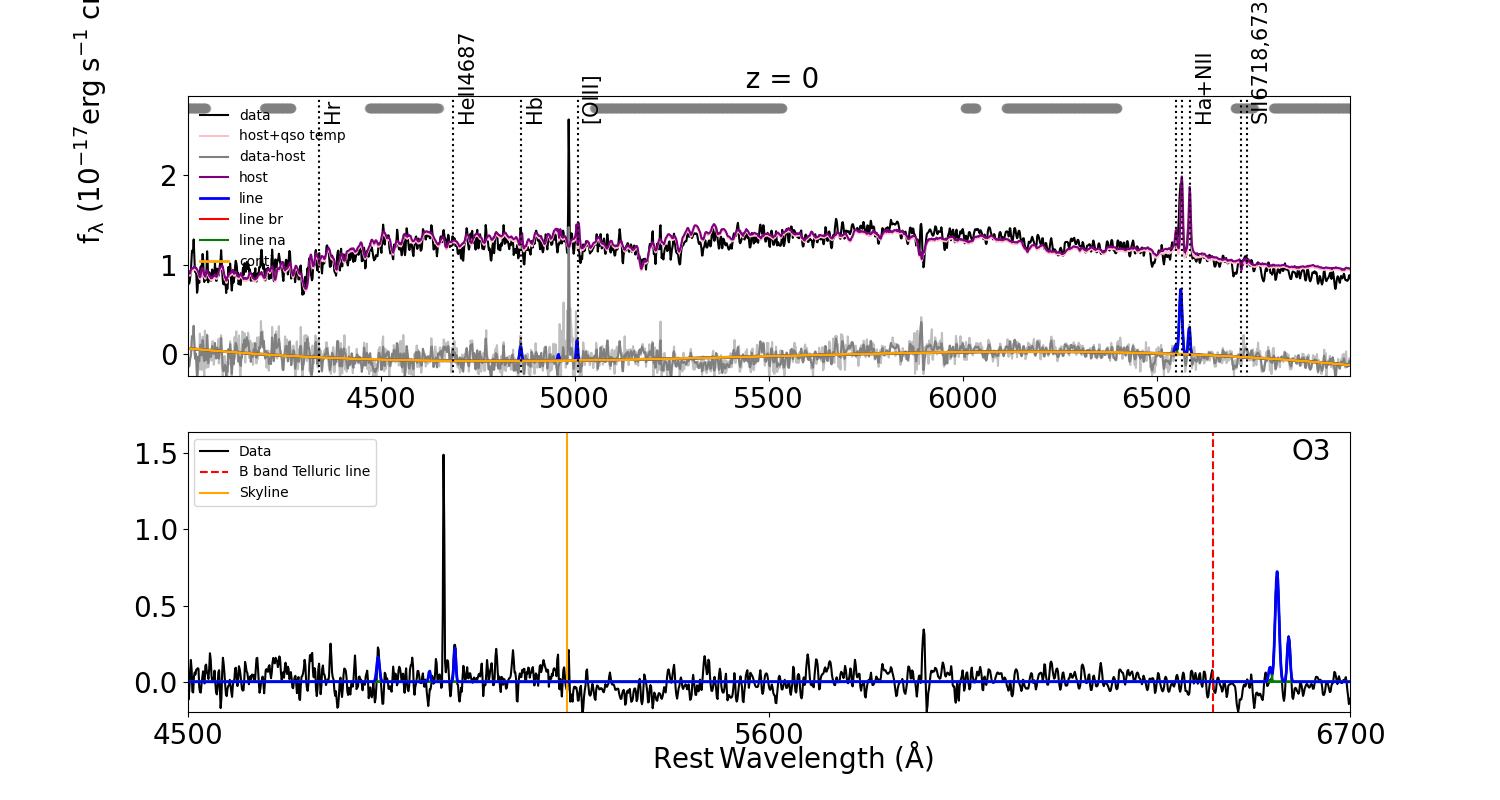 z = 0
fλ (10−17erg s−1 c
Hr
HeII4687
Hb
[OIII]
Ha+NII
SII6718,673
data
host+qso temp
data-host
host
line
line br
line na
conti
2
1
0
4500 5000 5500 6000 6500
O3
Data
B band Telluric line
Skyline
1.5
1.0
0.5
0.0
4500 5600 6700
Rest Wavelength (Å)